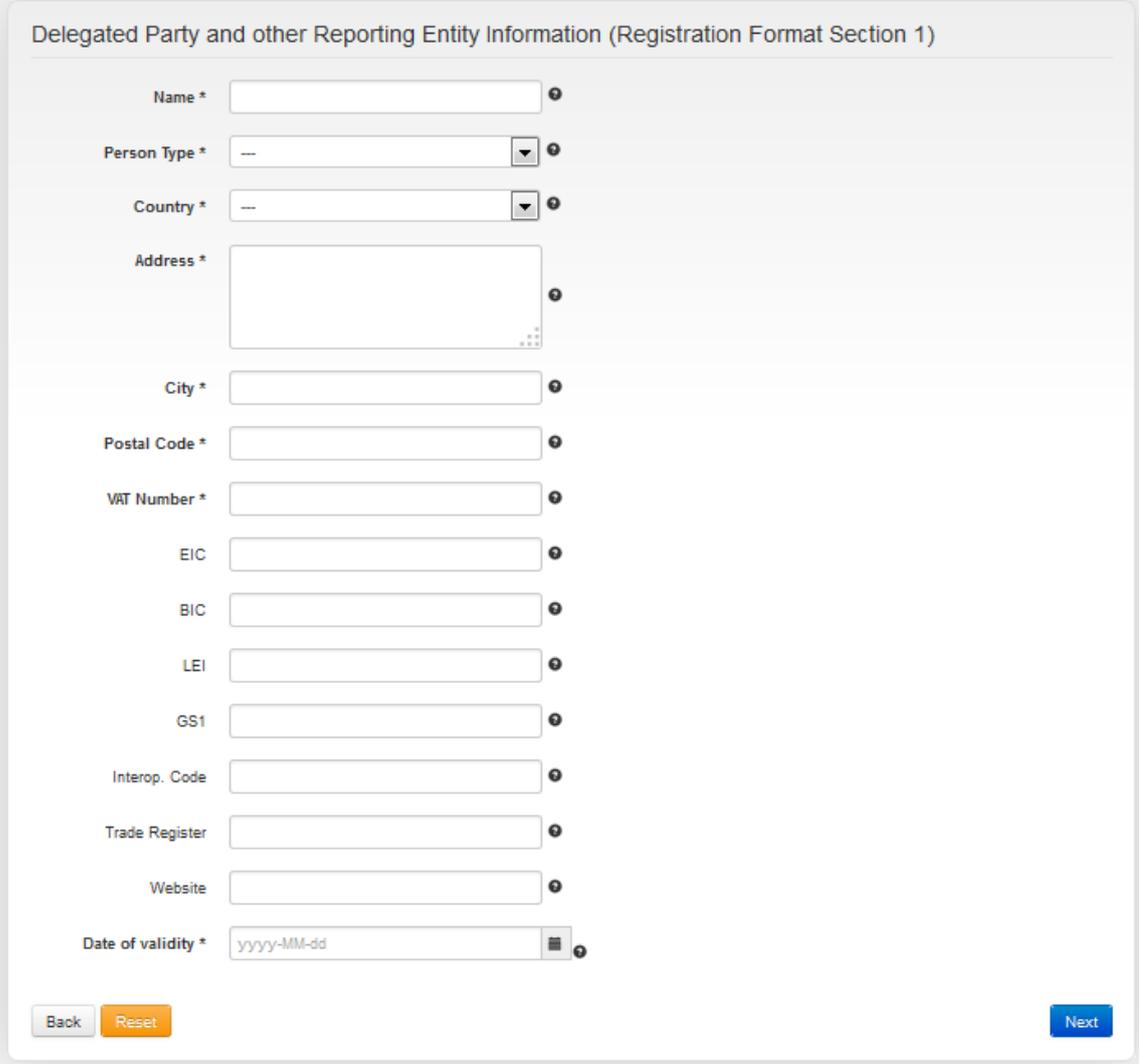 Delegated Party and other Reporting Entity Information (Registration Format Section 1)
Name *
Person Type * ---
Country * ---
Address *
City *
Postal Code *
VAT Number *
EIC
BIC
LEI
GS1
Interop. Code
Trade Register
Website
Date of validity * yyyy-MM-dd
Back Reset Next